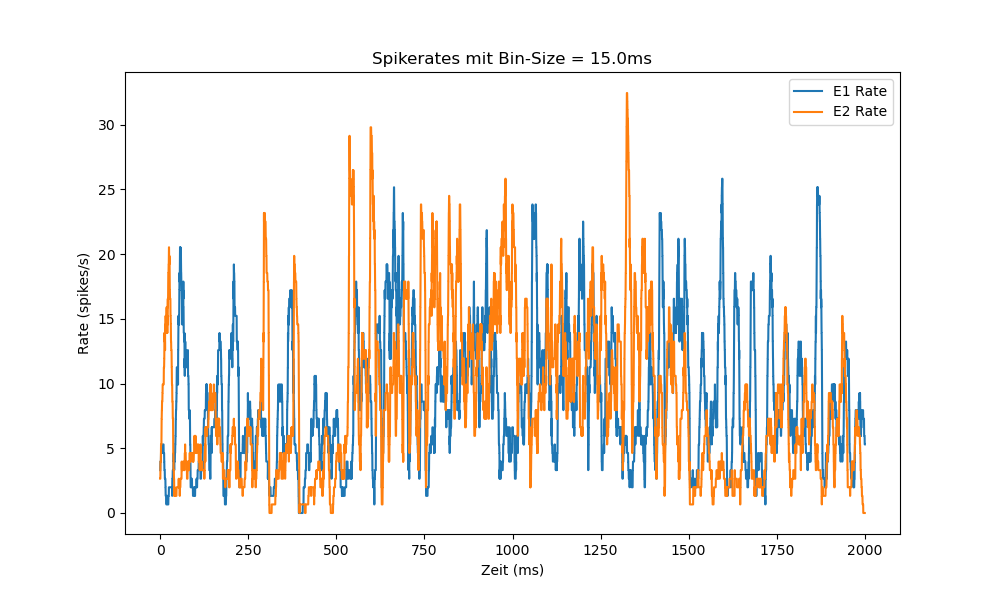 Spikerates mit Bin-Size = 15.0ms
E1 Rate
E2 Rate
30
25
20
15
10
5
0
Rate (spikes/s)
0 250 500 750 1000 1250 1500 1750 2000
Zeit (ms)